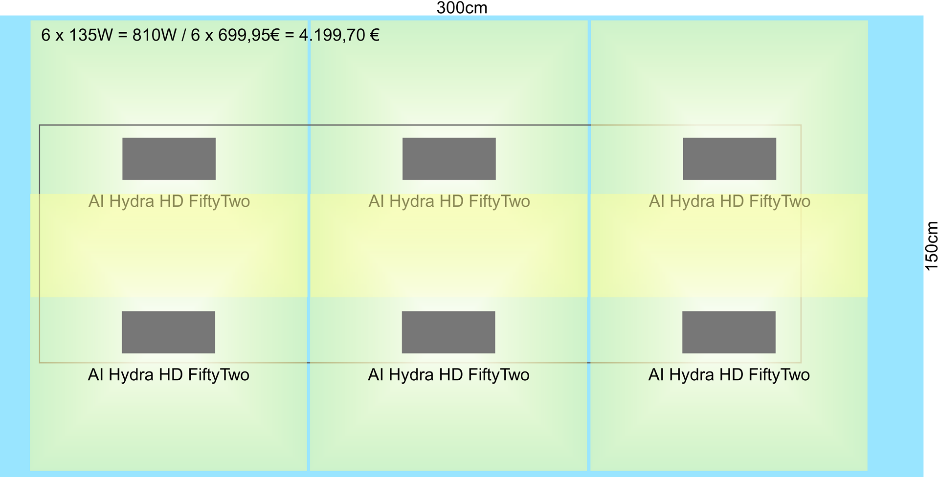 300cm
6 x 135W = 810W / 6 x 699,95€ = 4.199,70 €
AI Hydra HD FiftyTwo
AI Hydra HD FiftyTwo
AI Hydra HD FiftyTwo
150cm
AI Hydra HD FiftyTwo
AI Hydra HD FiftyTwo
AI Hydra HD FiftyTwo